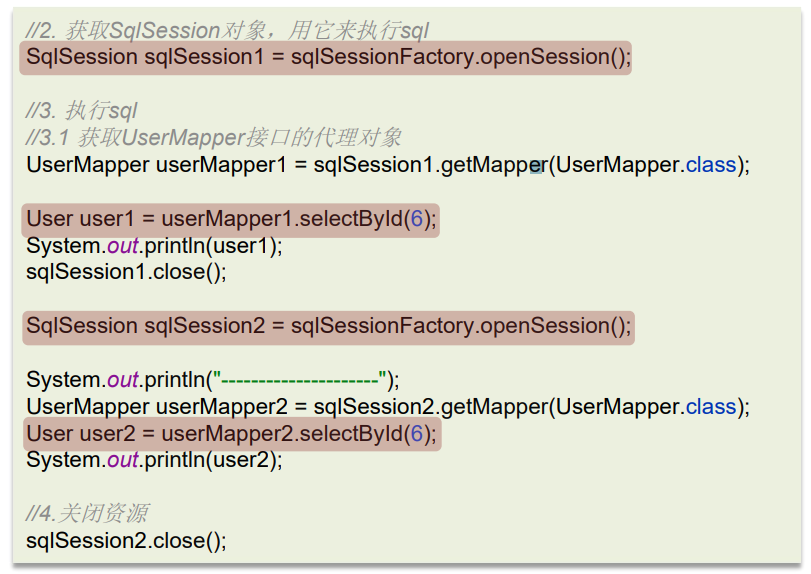 //2. 获取SqlSession对象，用它来执行sql
SqlSession sqlSession1 = sqlSessionFactory.openSession();
//3. 执行sql
//3.1 获取UserMapper接口的代理对象
UserMapper userMapper1 = sqlSession1.getMapper(UserMapper.class);
User user1 = userMapper1.selectById(6);
System.out.println(user1);
sqlSession1.close();
SqlSession sqlSession2 = sqlSessionFactory.openSession();
System.out.println("---------------------");
UserMapper userMapper2 = sqlSession2.getMapper(UserMapper.class);
User user2 = userMapper2.selectById(6);
System.out.println(user2);
//4.关闭资源
sqlSession2.close();